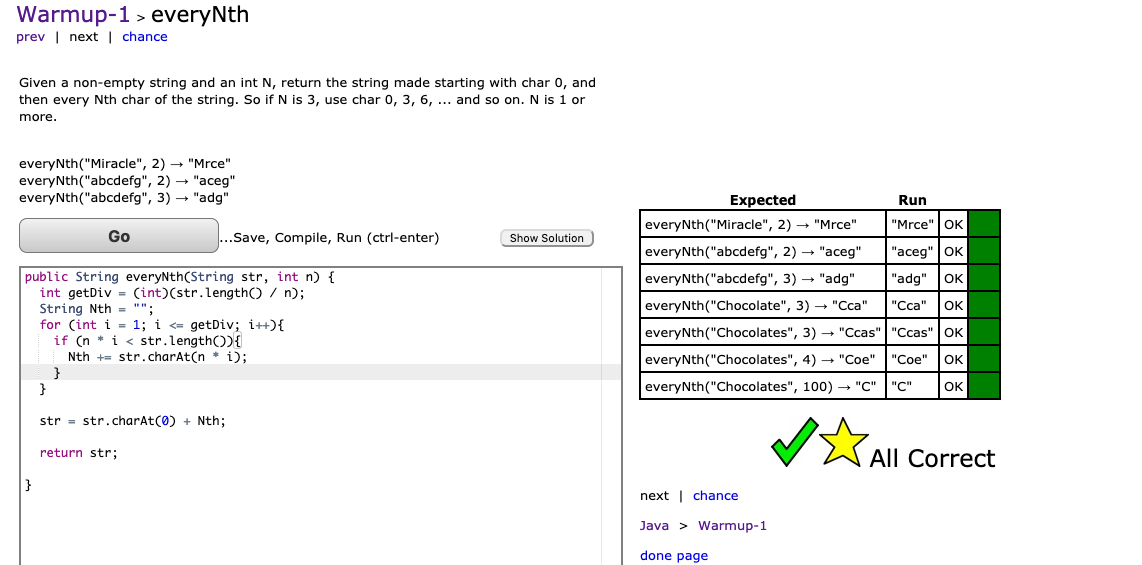 Warmup-1 > everyNth
prev | next | chance
Given a non-empty string and an int N, return the string made starting with char 0, and
then every Nth char of the string. So if N is 3, use char 0, 3, 6, ... and so on. N is 1 or
more.
everyNth("Miracle", 2) → "Mrce"
everyNth("abcdefg", 2) → "aceg"
everyNth("abcdefg", 3) → "adg"
Go ...Save, Compile, Run (ctrl-enter) Show Solution
public String everyNth(String str, int n) {
  int getDiv = (int)(str.length() / n);
  String Nth = "";
  for (int i = 1; i <= getDiv; i++){
    if (n * i < str.length()){
      Nth += str.charAt(n * i);
    }
  }
  str = str.charAt(0) + Nth;
  return str;
}
Expected Run
everyNth("Miracle", 2) → "Mrce" "Mrce" OK
everyNth("abcdefg", 2) → "aceg" "aceg" OK
everyNth("abcdefg", 3) → "adg" "adg" OK
everyNth("Chocolate", 3) → "Cca" "Cca" OK
everyNth("Chocolates", 3) → "Ccas" "Ccas" OK
everyNth("Chocolates", 4) → "Coe" "Coe" OK
everyNth("Chocolates", 100) → "C" "C" OK
All Correct
next | chance
Java > Warmup-1
done page